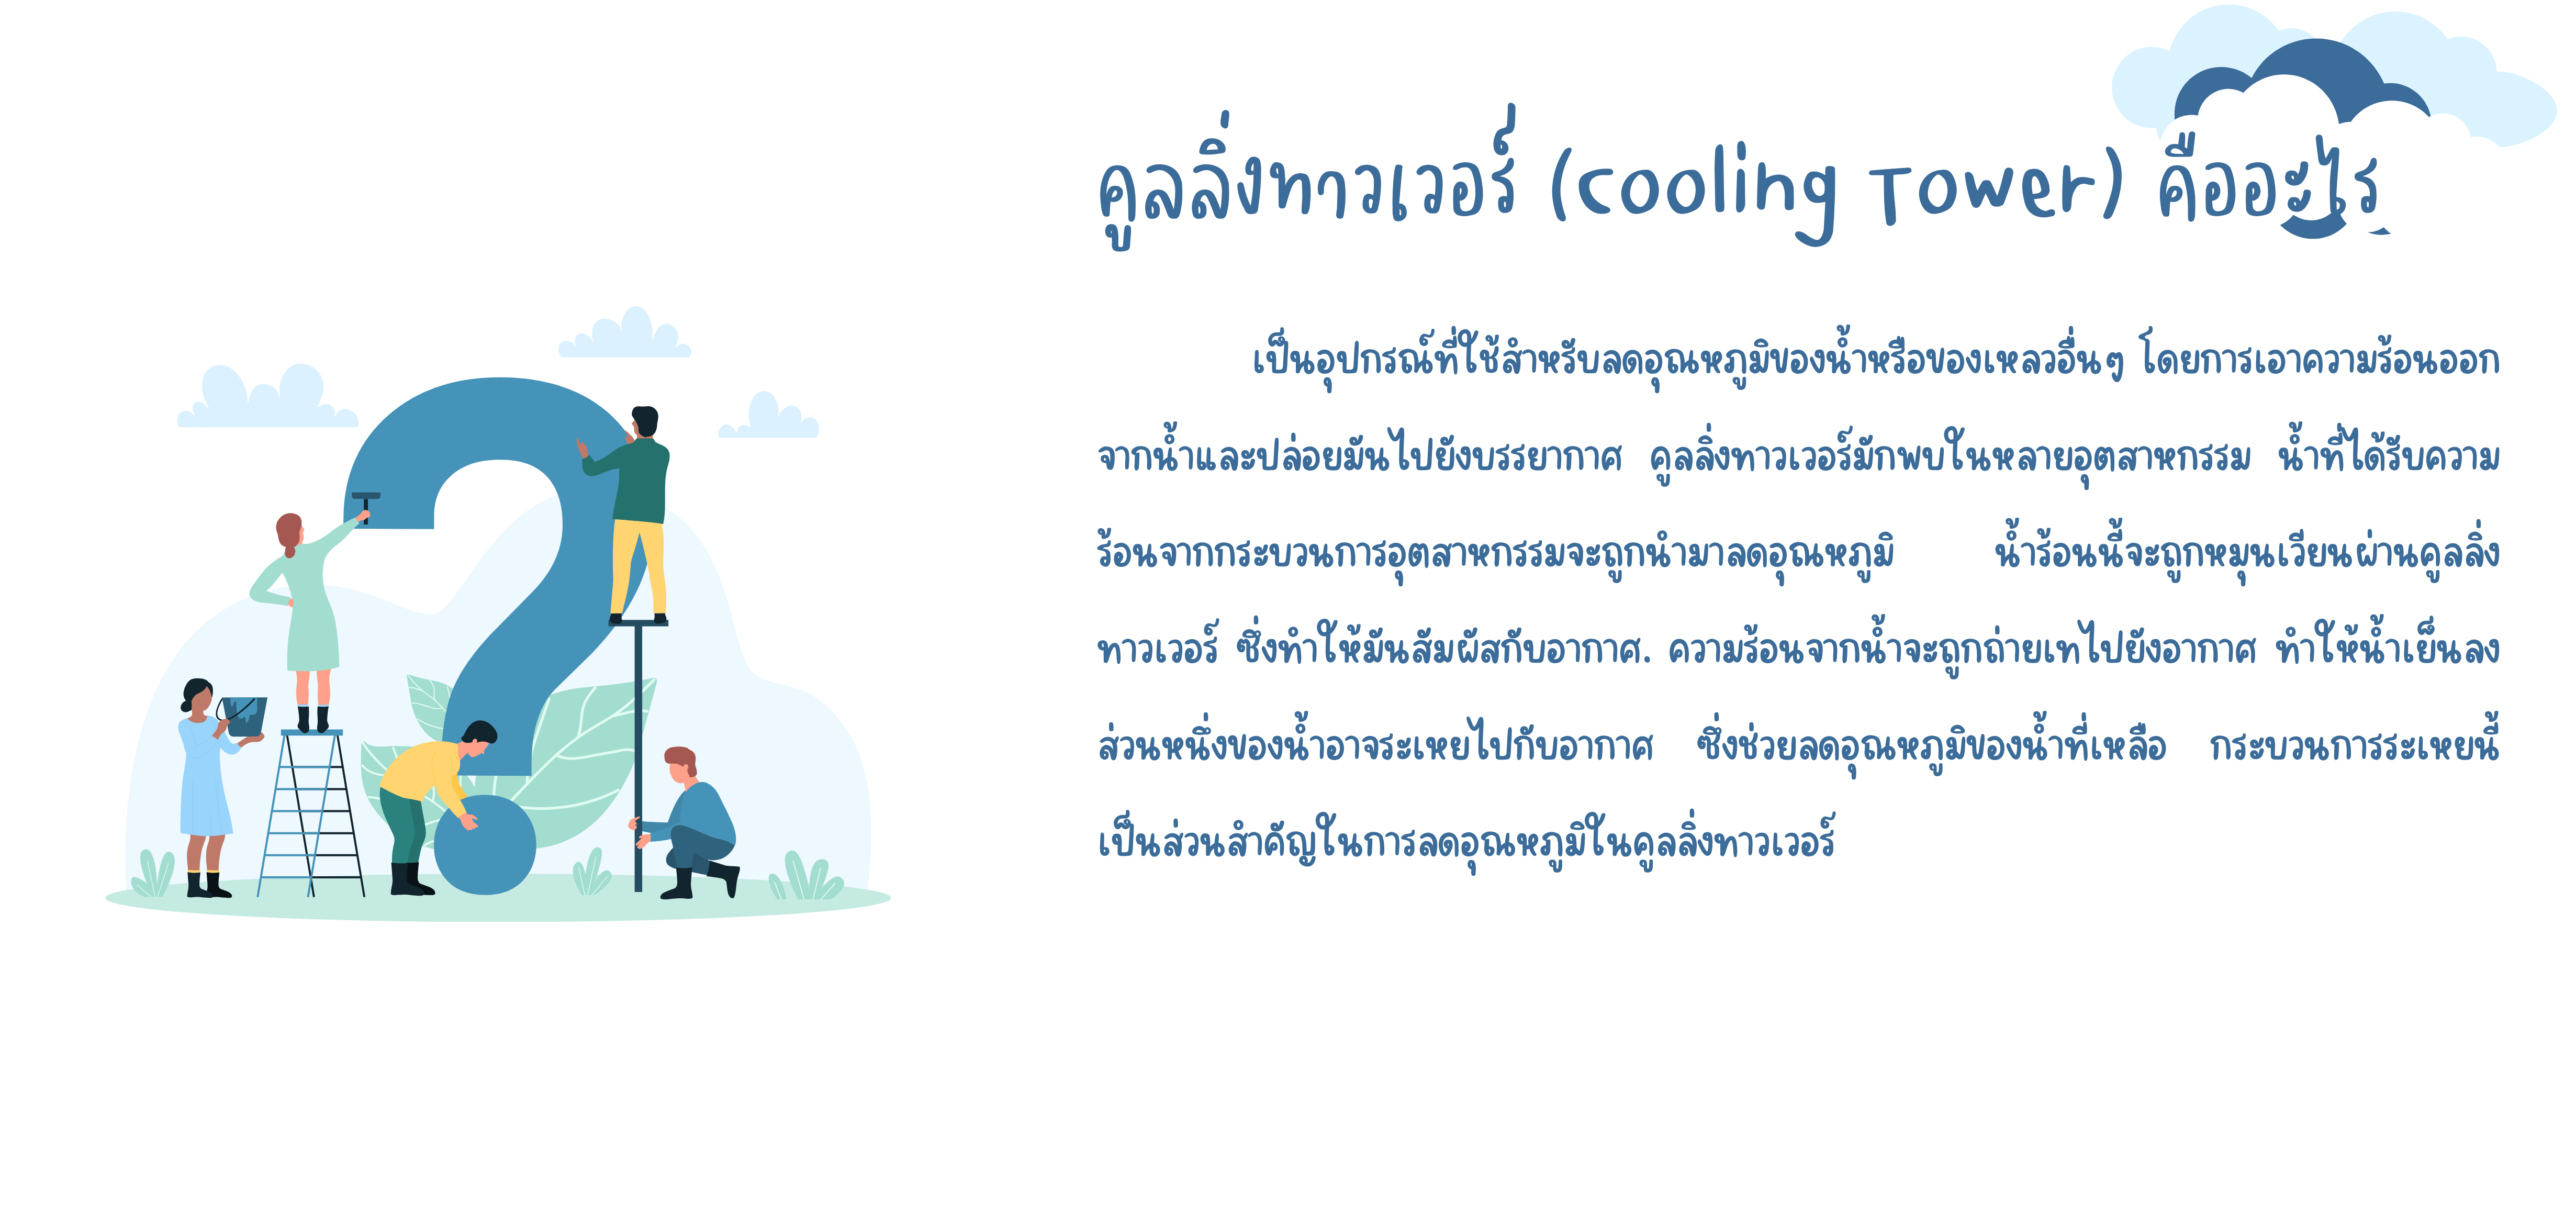 คูลลิ่งทาวเวอร์ (Cooling Tower) คืออะไร
เป็นอุปกรณ์ที่ใช้สำหรับลดอุณหภูมิของน้ำหรือของเหลวอื่นๆ โดยการเอาความร้อนออก
จากน้ำและปล่อยมันไปยังบรรยากาศ คูลลิ่งทาวเวอร์มักพบในหลายอุตสาหกรรม น้ำที่ได้รับความ
ร้อนจากกระบวนการอุตสาหกรรมจะถูกนำมาลดอุณหภูมิ น้ำร้อนนี้จะถูกหมุนเวียนผ่านคูลลิ่ง
ทาวเวอร์ ซึ่งทำให้มันสัมผัสกับอากาศ. ความร้อนจากน้ำจะถูกถ่ายเทไปยังอากาศ ทำให้น้ำเย็นลง
ส่วนหนึ่งของน้ำอาจระเหยไปกับอากาศ ซึ่งช่วยลดอุณหภูมิของน้ำที่เหลือ กระบวนการระเหยนี้
เป็นส่วนสำคัญในการลดอุณหภูมิในคูลลิ่งทาวเวอร์